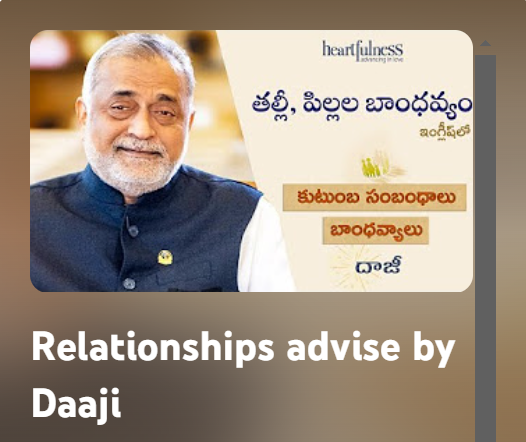 heartfulness
advancing in love
తల్లీ, పిల్లల బాంధవ్యం
ఇంగ్లీష్‌లో
కుటుంబ సంబంధాలు
బాంధవ్యాలు
దాజీ
Relationships advise by
Daaji